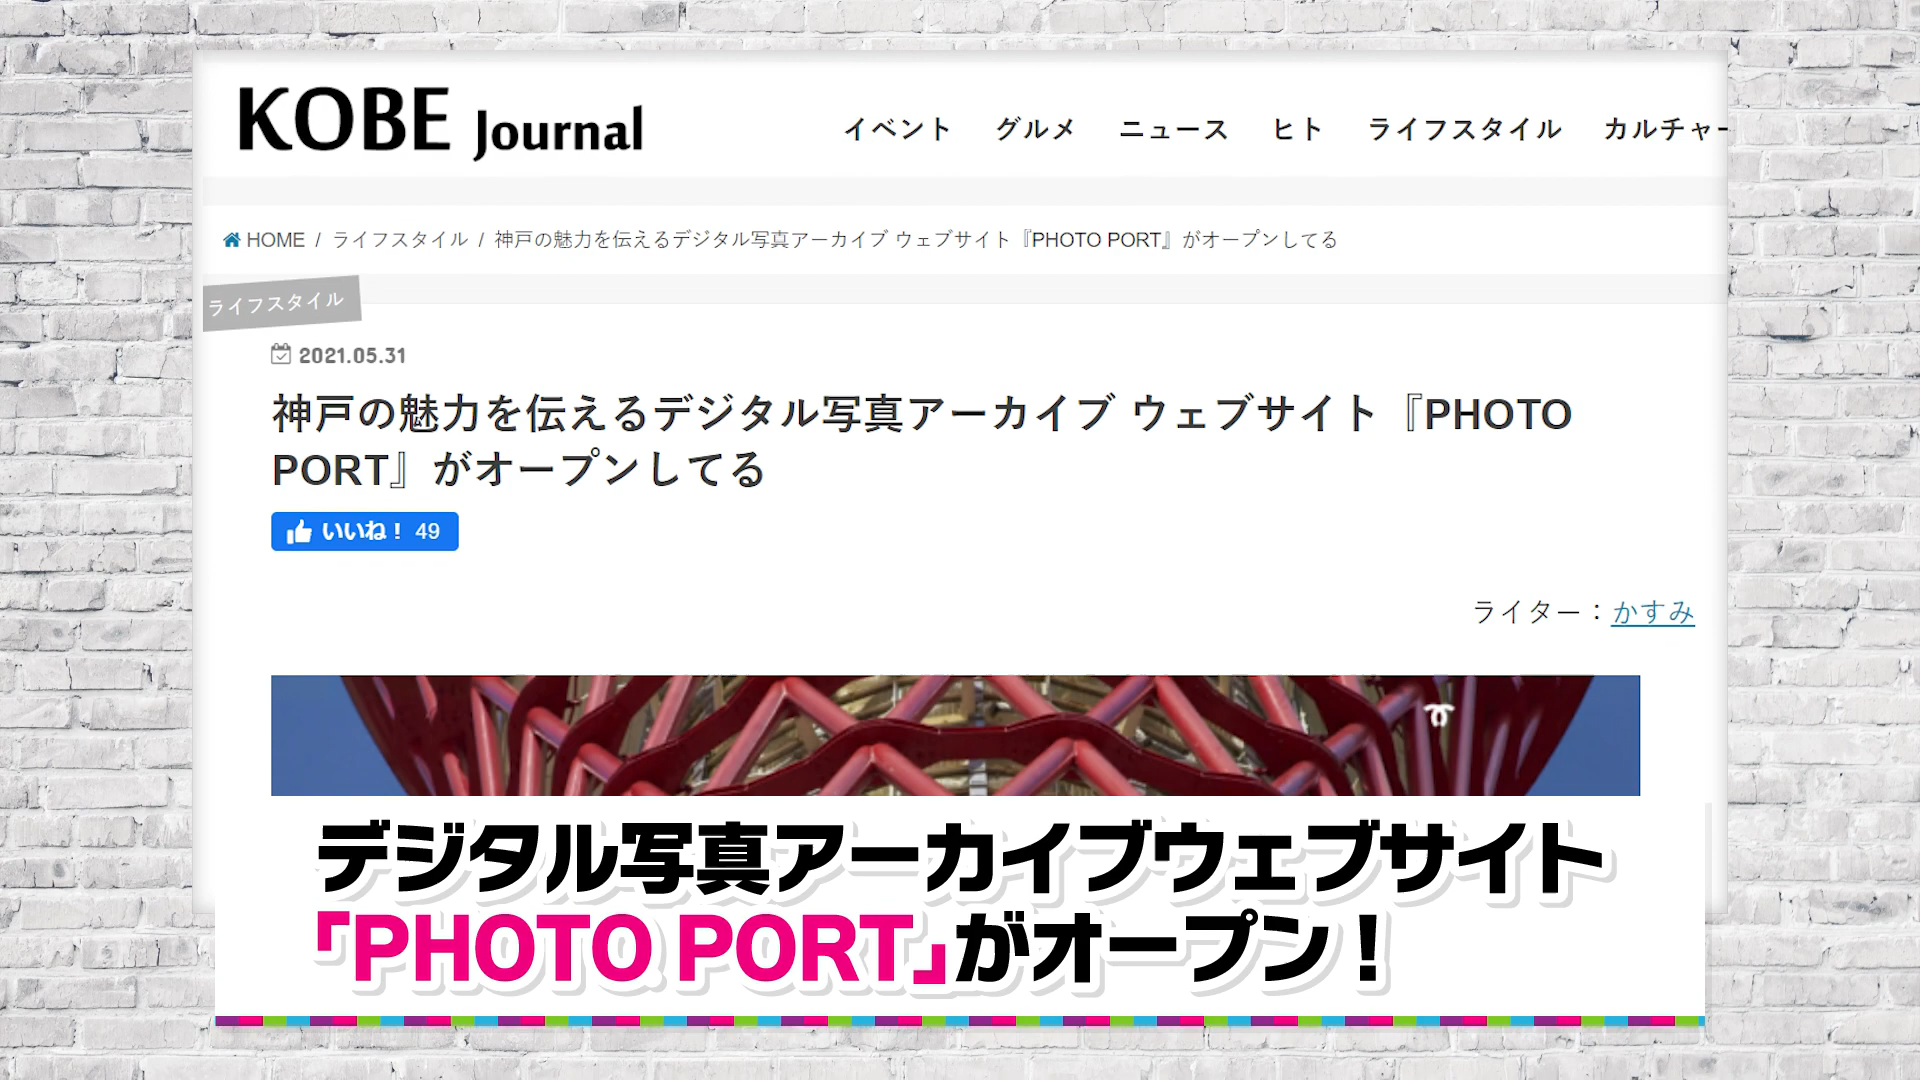 KOBE Journal
イベント グルメ ニュース ヒト ライフスタイル カルチャー
HOME / ライフスタイル / 神戸の魅力を伝えるデジタル写真アーカイブ ウェブサイト『PHOTO PORT』がオープンしてる
ライフスタイル
2021.05.31
神戸の魅力を伝えるデジタル写真アーカイブ ウェブサイト『PHOTO
PORT』がオープンしてる
いいね！ 49
ライター：かすみ
デジタル写真アーカイブウェブサイト
「PHOTO PORT」がオープン！